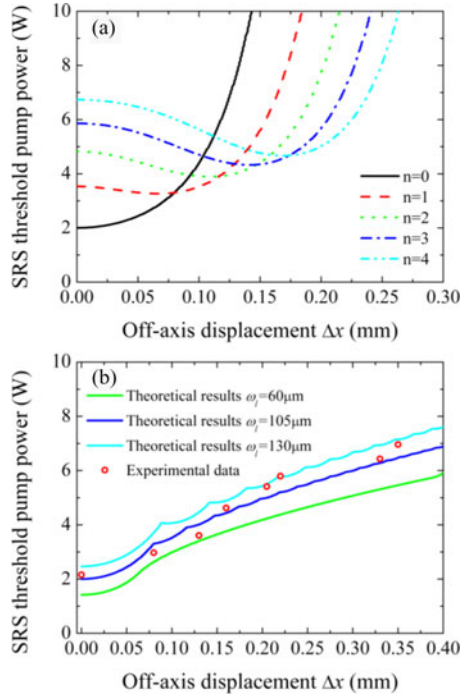 (a)
SRS threshold pump power (W)
10
8
6
4
2
0
n=0
n=1
n=2
n=3
n=4
0.00 0.05 0.10 0.15 0.20 0.25 0.30
Off-axis displacement Δx (mm)
(b)
SRS threshold pump power (W)
10
8
6
4
2
0
Theoretical results ω_l=60μm
Theoretical results ω_l=105μm
Theoretical results ω_l=130μm
Experimental data
0.00 0.05 0.10 0.15 0.20 0.25 0.30 0.35 0.40
Off-axis displacement Δx (mm)